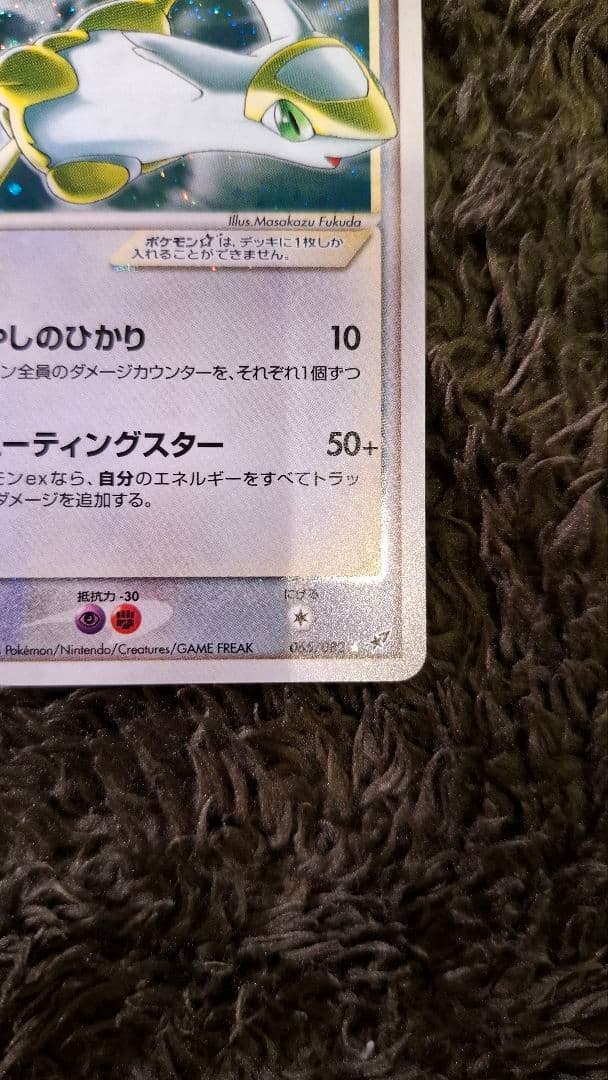 Illus.Masakazu Fukuda
ポケモン☆は、デッキに1枚しか
入れることができません。
やしのひかり 10
ン全員のダメージカウンターを、それぞれ1個ずつ
ューティングスター 50+
モンexなら、自分のエネルギーをすべてトラッ
ダメージを追加する。
抵抗力 -30 にげる
Pokémon/Nintendo/Creatures/GAME FREAK 065/082 ★